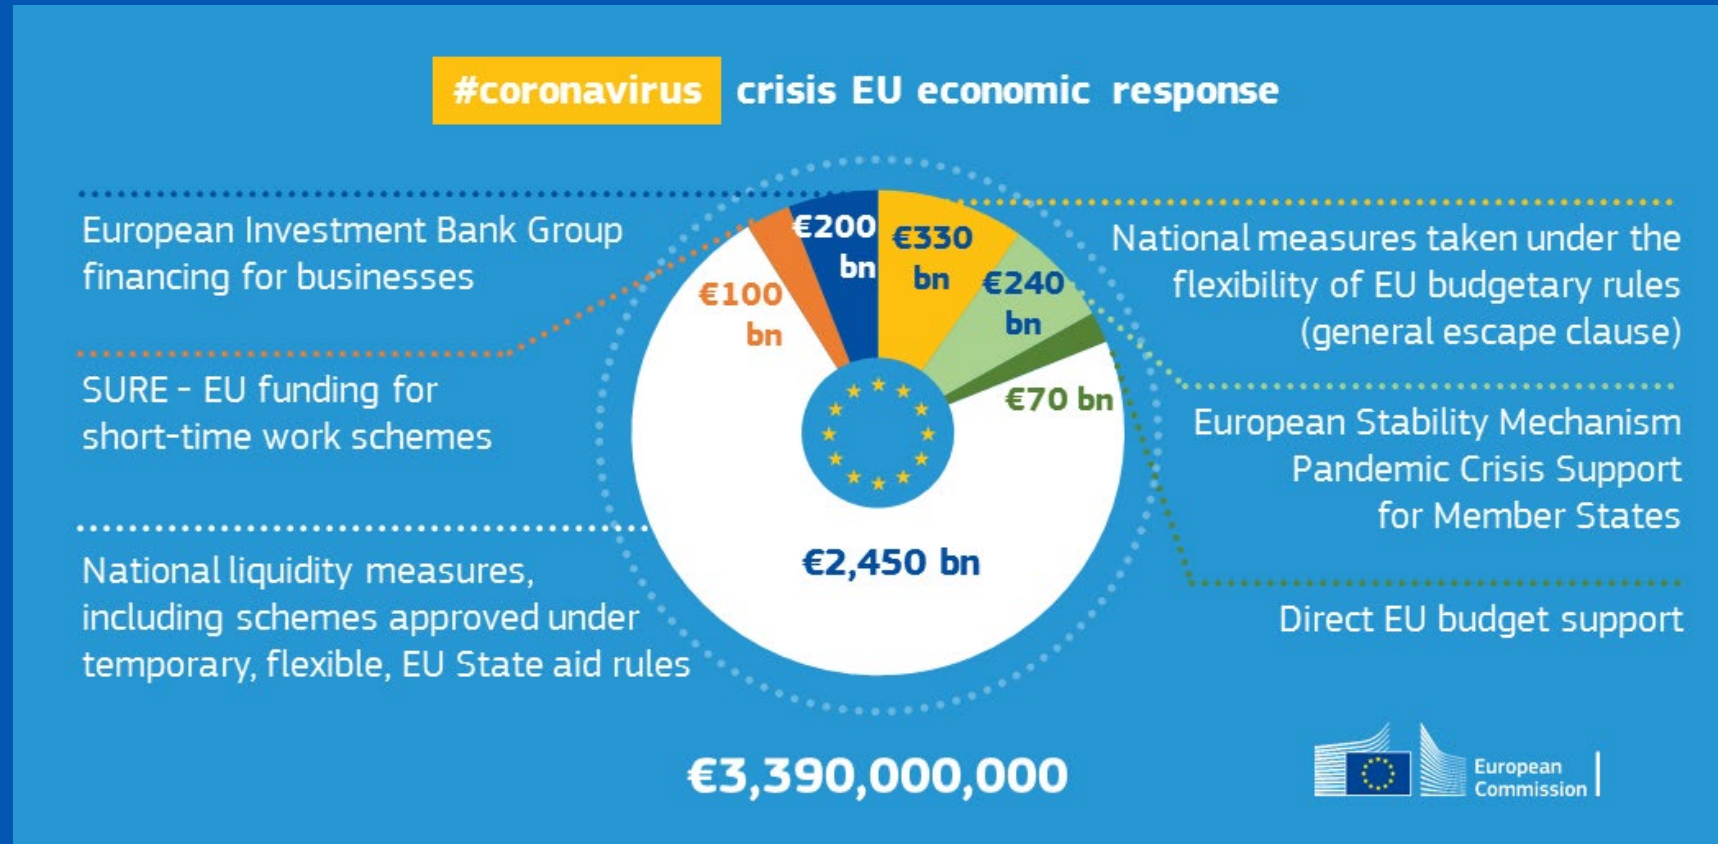 #coronavirus crisis EU economic response
European Investment Bank Group
financing for businesses
SURE - EU funding for
short-time work schemes
National liquidity measures,
including schemes approved under
temporary, flexible, EU State aid rules
€200
bn
€330
bn
€240
bn
€100
bn
€70 bn
€2,450 bn
National measures taken under the
flexibility of EU budgetary rules
(general escape clause)
European Stability Mechanism
Pandemic Crisis Support
for Member States
Direct EU budget support
€3,390,000,000
European
Commission